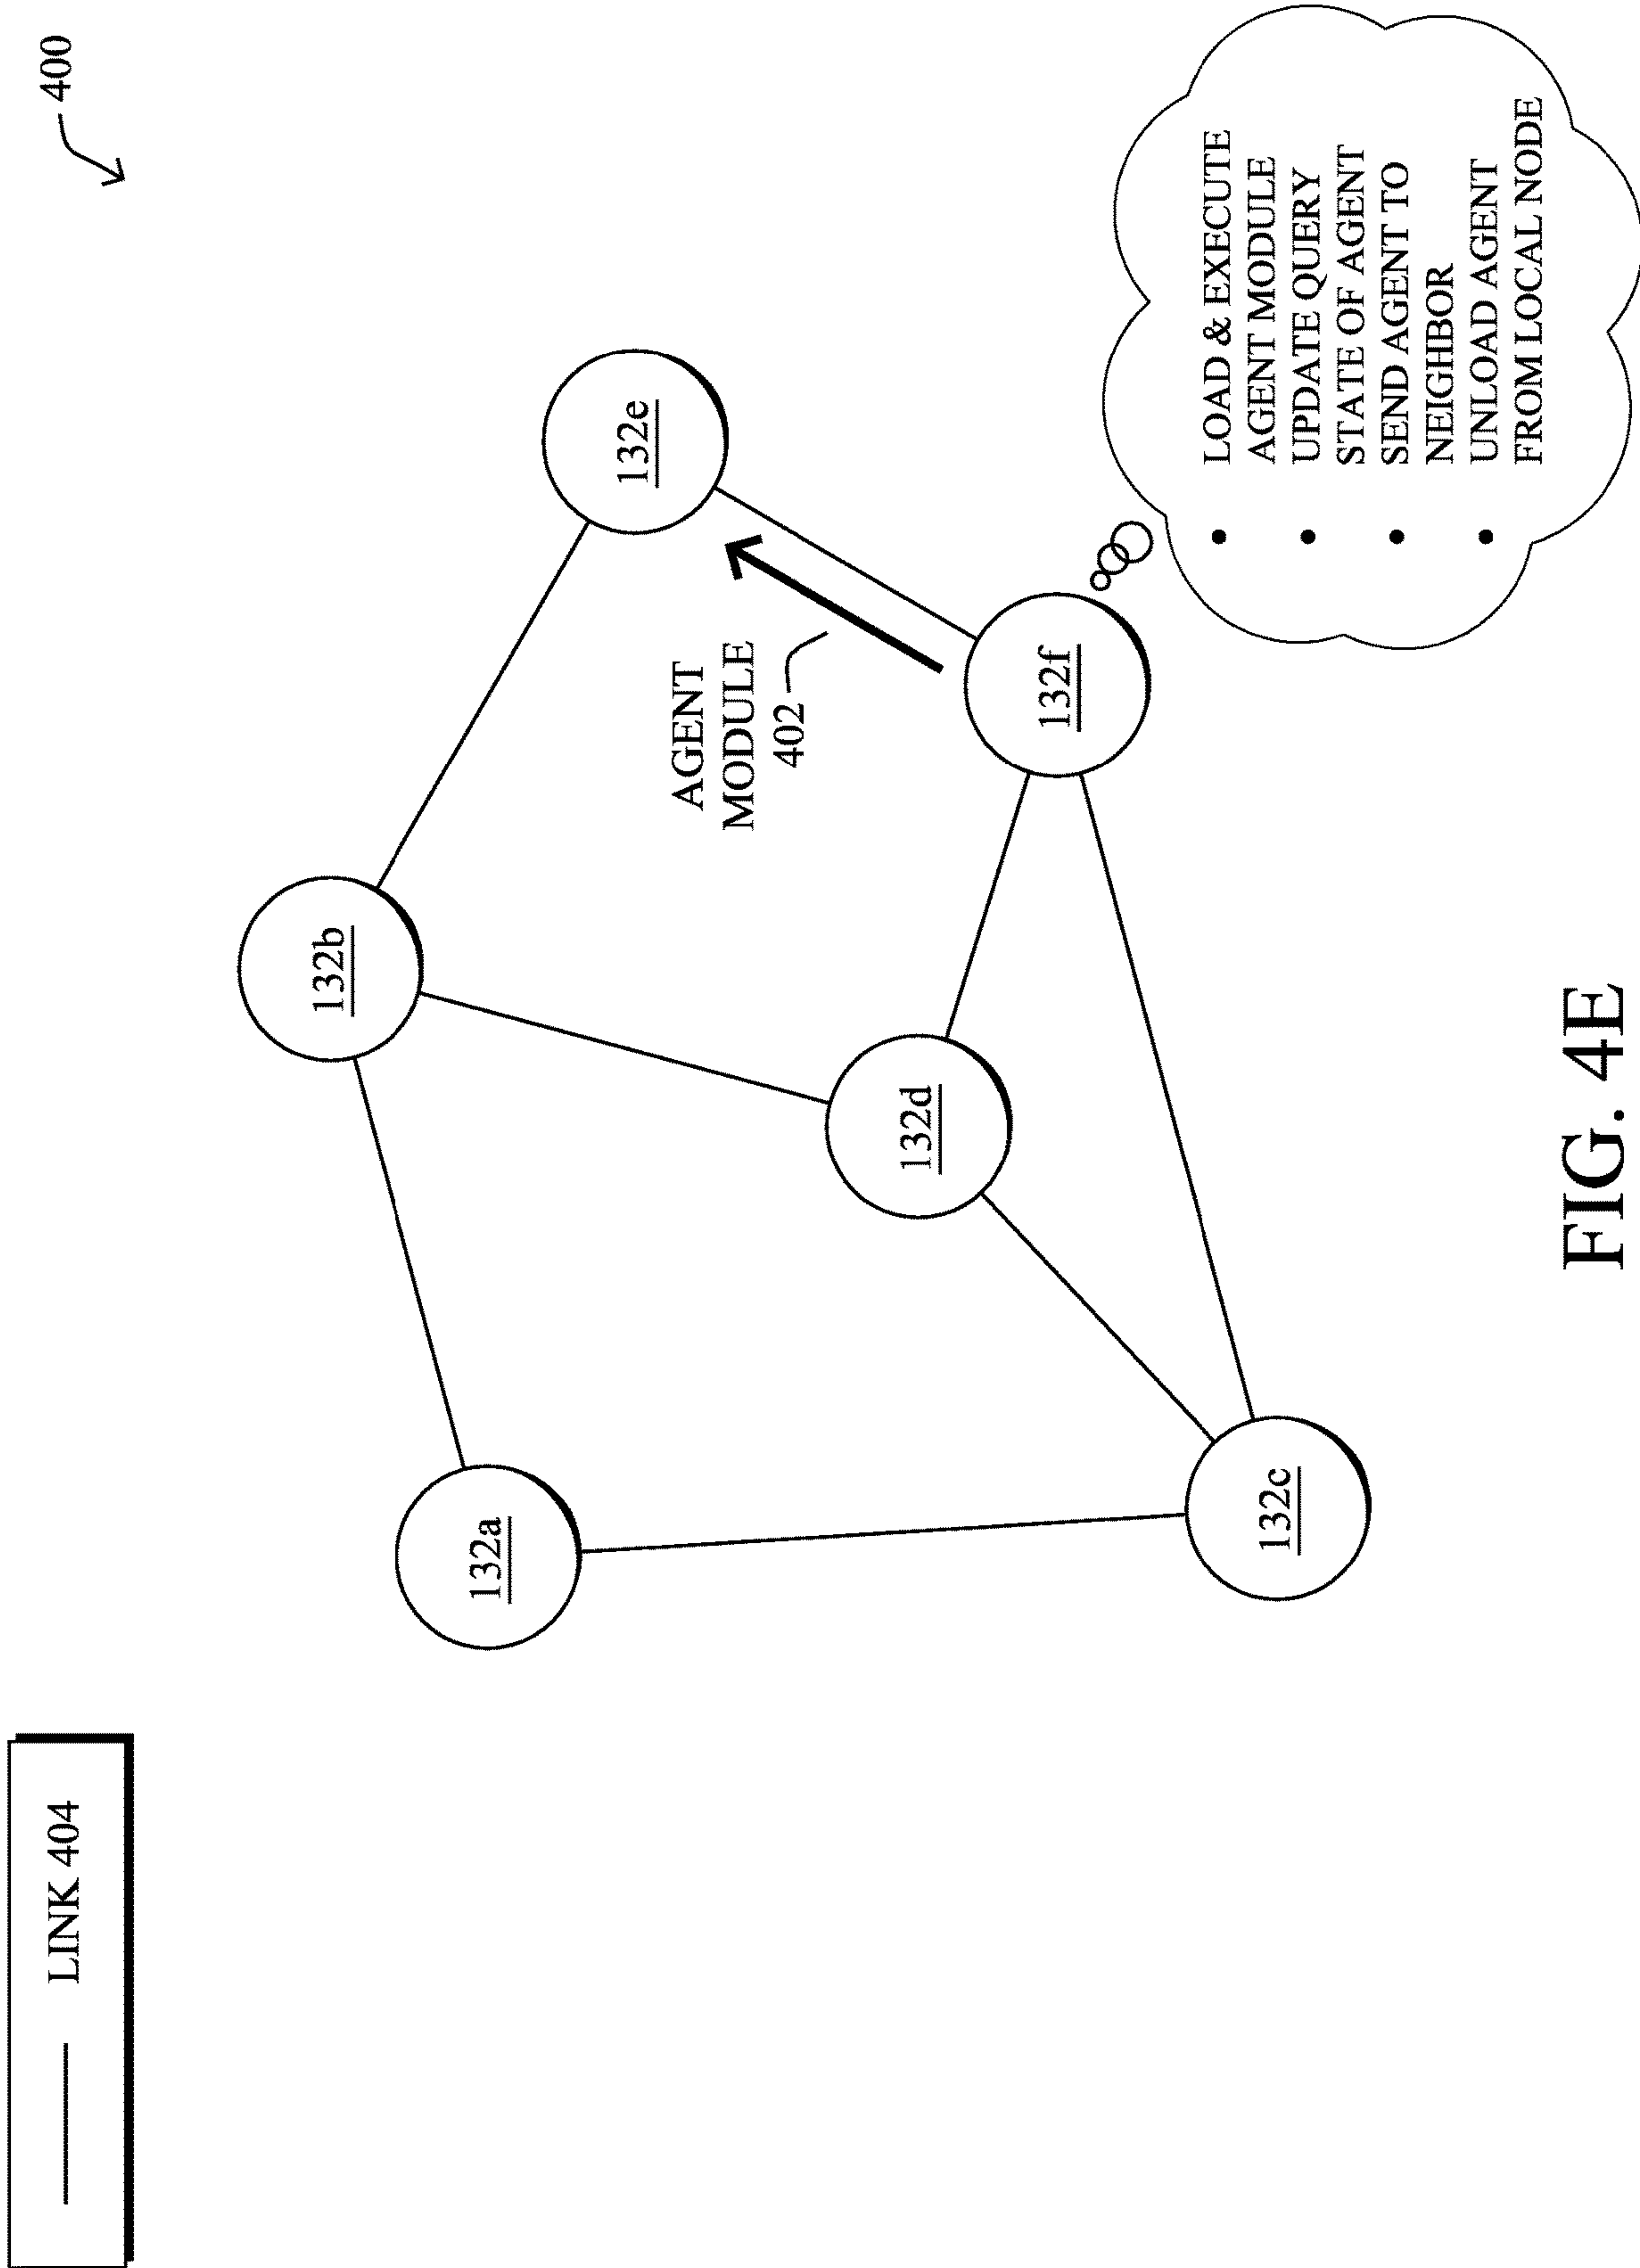 400
LINK 404
132b
132e
132a
AGENT
MODULE
402
132d
132f
132c
• LOAD & EXECUTE
AGENT MODULE
• UPDATE QUERY
STATE OF AGENT
• SEND AGENT TO
NEIGHBOR
• UNLOAD AGENT
FROM LOCAL NODE
FIG. 4E